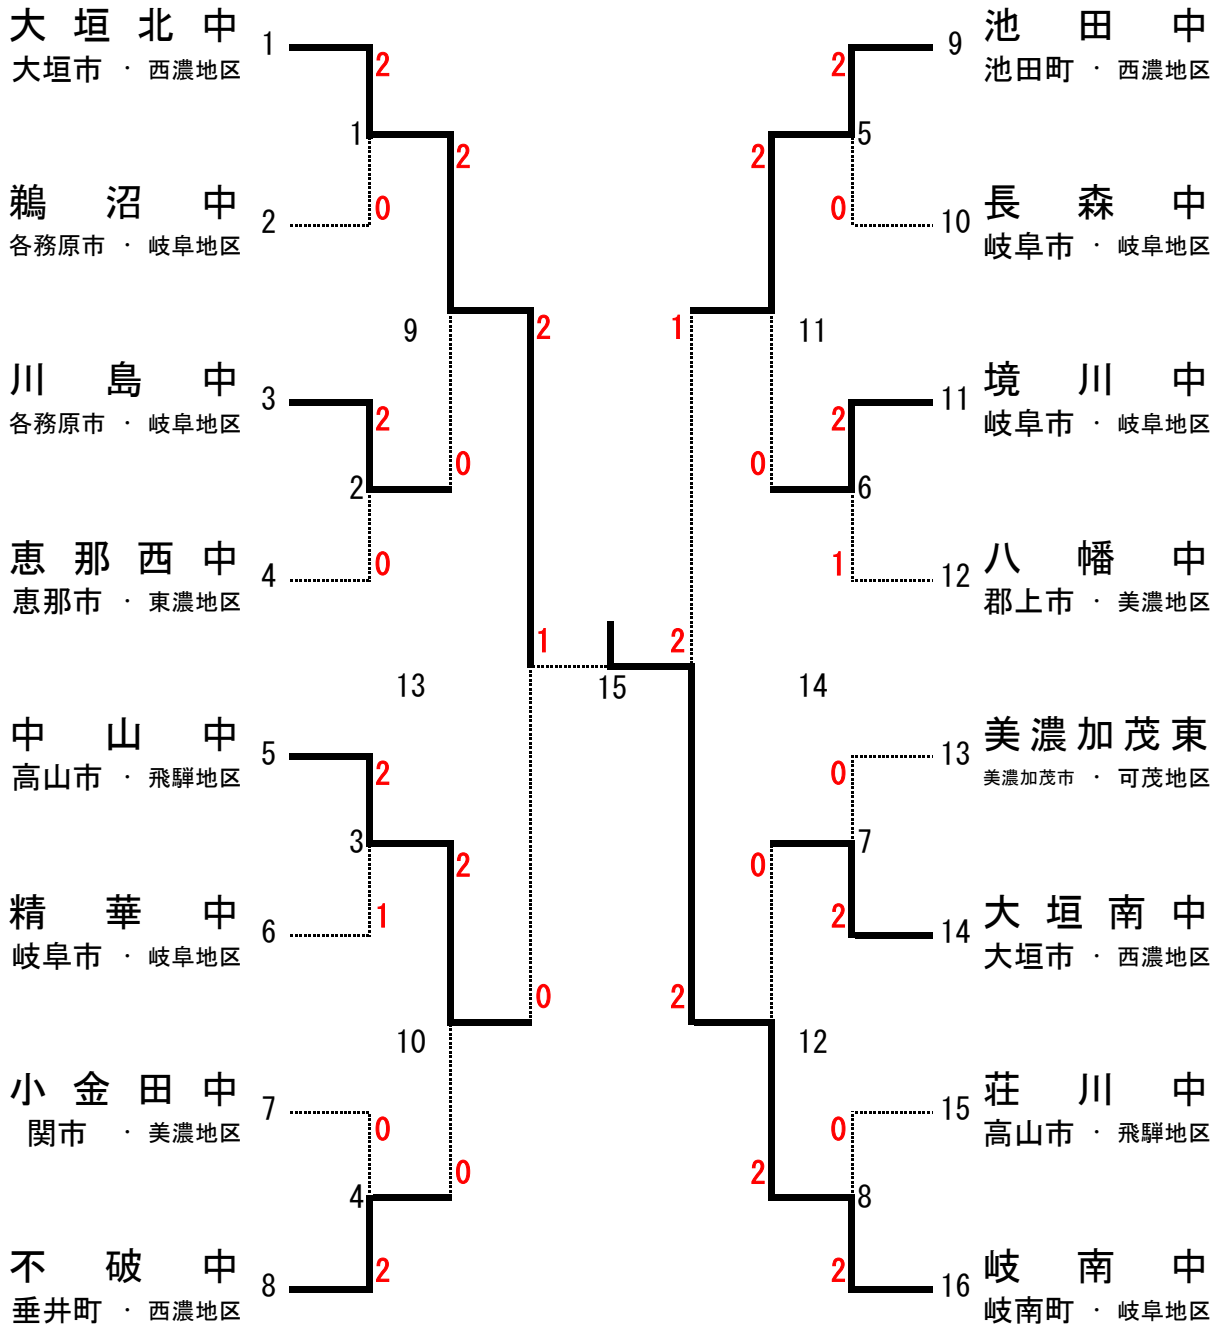 大垣北中 1
大垣市 ・ 西濃地区
2
1
鵜沼中 2
0
各務原市 ・ 岐阜地区
2
9
川島中 3
2
各務原市 ・ 岐阜地区
0
2
恵那西中 4
0
恵那市 ・ 東濃地区
2
1
13
中山中 5
2
高山市 ・ 飛騨地区
3
2
精華中 6
1
岐阜市 ・ 岐阜地区
0
10
小金田中 7
0
関市 ・ 美濃地区
0
4
不破中 8
2
垂井町 ・ 西濃地区
15
9 池田中
2
池田町 ・ 西濃地区
5
2
10 長森中
0
岐阜市 ・ 岐阜地区
1
11
11 境川中
2
岐阜市 ・ 岐阜地区
0
6
12 八幡中
1
郡上市 ・ 美濃地区
2
14
13 美濃加茂東
0
美濃加茂市 ・ 可茂地区
7
0
14 大垣南中
2
大垣市 ・ 西濃地区
2
12
15 荘川中
0
高山市 ・ 飛騨地区
2
8
16 岐南中
2
岐南町 ・ 岐阜地区